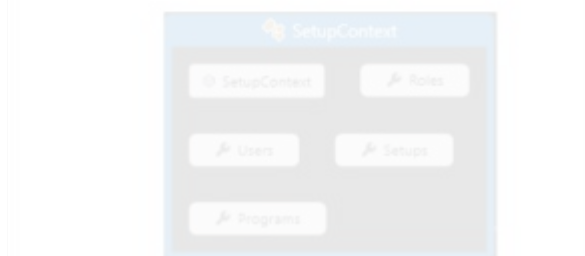 SetupContext
SetupContext
Roles
Users
Setups
Programs